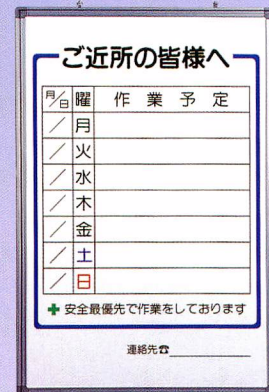 ご近所の皆様へ
月/日 曜 作業予定
/ 月
/ 火
/ 水
/ 木
/ 金
/ 土
/ 日
✚ 安全最優先で作業をしております
連絡先☎